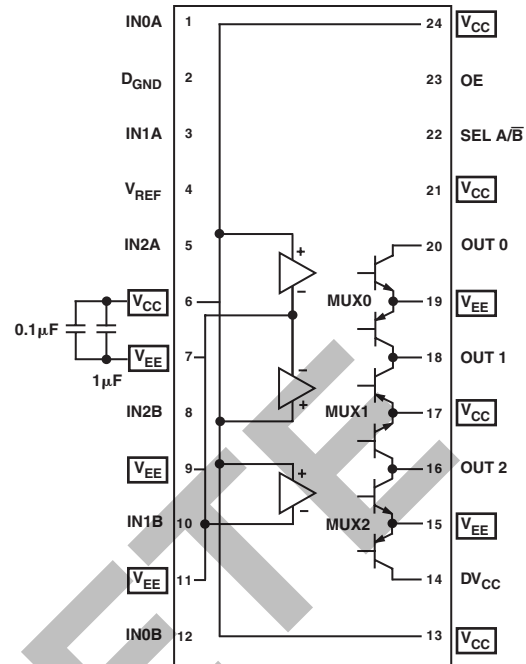 IN0A 1 24 VCC
DGND 2 23 OE
IN1A 3 22 SEL A/B̅
VREF 4 21 VCC
IN2A 5 20 OUT 0
+
MUX0
–
VCC 6 19 VEE
0.1µF
1µF
VEE 7 18 OUT 1
–
+
MUX1
IN2B 8 17 VCC
VEE 9 16 OUT 2
+
–
MUX2
IN1B 10 15 VEE
VEE 11 14 DVCC
IN0B 12 13 VCC
ETE